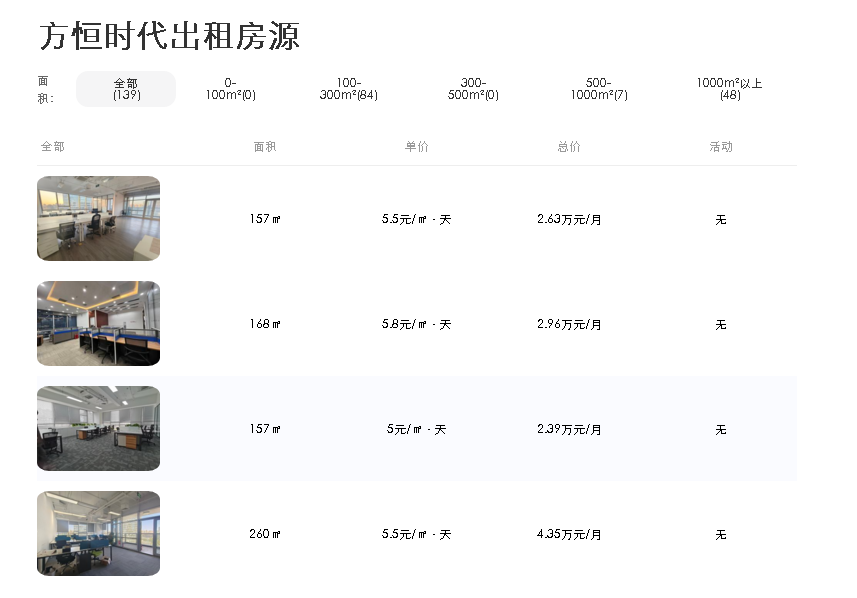 方恒时代出租房源
面积：
全部
(139)
0-
100m²(0)
100-
300m²(84)
300-
500m²(0)
500-
1000m²(7)
1000m²以上
(48)
全部 面积 单价 总价 活动
157㎡ 5.5元/㎡·天 2.63万元/月 无
168㎡ 5.8元/㎡·天 2.96万元/月 无
157㎡ 5元/㎡·天 2.39万元/月 无
260㎡ 5.5元/㎡·天 4.35万元/月 无